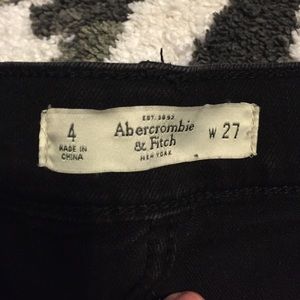 EST. 1892
4 Abercrombie W 27
MADE IN & Fitch
CHINA NEW YORK